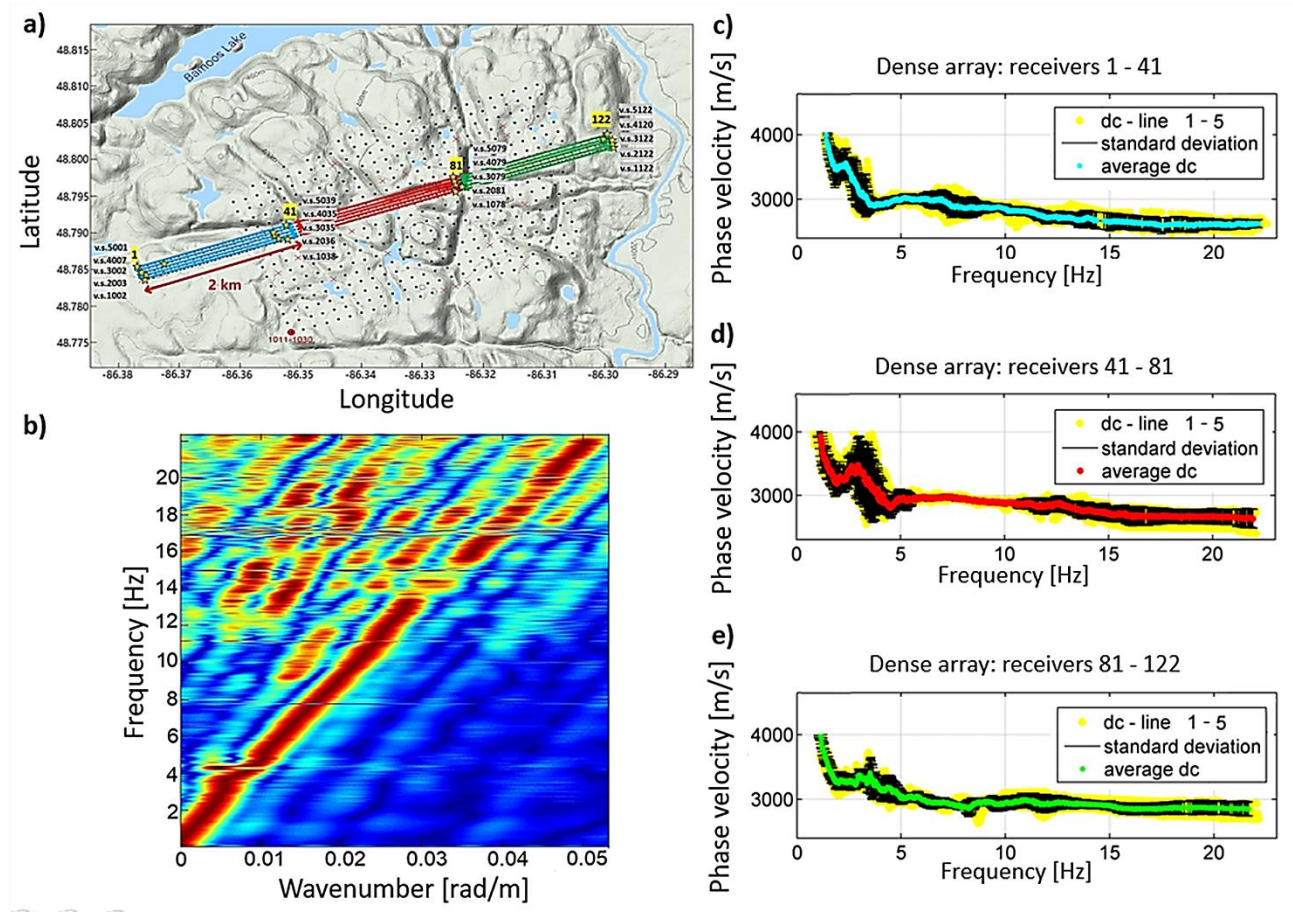 a)
48.815
48.810
48.805
48.800
48.795
48.790
48.785
48.780
48.775
Latitude
Bamoos Lake
122
v.s.5122
v.s.4120
v.s.3122
v.s.2122
v.s.1122
81
v.s.5079
v.s.4079
v.s.3079
v.s.2081
v.s.1078
41
v.s.5039
v.s.4035
v.s.3035
v.s.2036
v.s.1038
1
v.s.5001
v.s.4007
v.s.3002
v.s.2003
v.s.1002
2 km
1011-1030
-86.38 -86.37 -86.36 -86.35 -86.34 -86.33 -86.32 -86.31 -86.30 -86.29
Longitude
b)
Frequency [Hz]
20
18
16
14
12
10
8
6
4
2
0 0.01 0.02 0.03 0.04 0.05
Wavenumber [rad/m]
c)
Dense array: receivers 1 - 41
Phase velocity [m/s]
4000
3000
dc - line 1 - 5
standard deviation
average dc
0 5 10 15 20
Frequency [Hz]
d)
Dense array: receivers 41 - 81
Phase velocity [m/s]
4000
3000
dc - line 1 - 5
standard deviation
average dc
0 5 10 15 20
Frequency [Hz]
e)
Dense array: receivers 81 - 122
Phase velocity [m/s]
4000
3000
dc - line 1 - 5
standard deviation
average dc
0 5 10 15 20
Frequency [Hz]